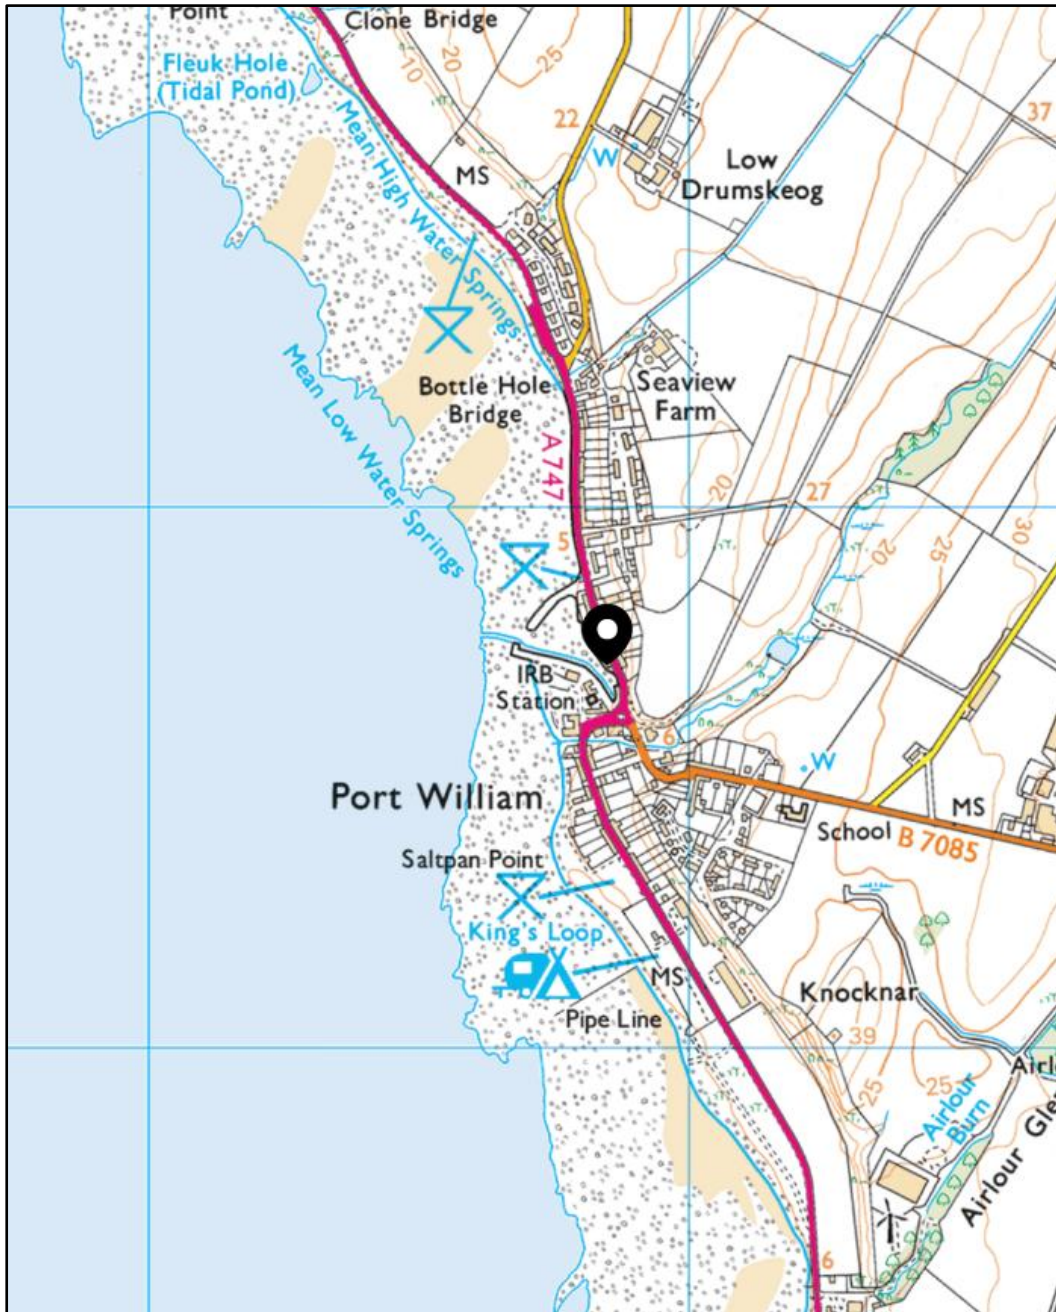 Point
Clone Bridge
20
25
10
Fleuk Hole
(Tidal Pond)
Mean High Water Springs
22
37
W
Low
Drumskeog
MS
Mean Low Water Springs
Bottle Hole
Bridge
Seaview
Farm
A 747
20
27
20
25
30
5
IRB
Station
6
W
Port William
MS
School
B 7085
Saltpan Point
King's Loop
MS
Knocknar
Pipe Line
39
25
25
Airlour
Burn
Airlour Gle
6